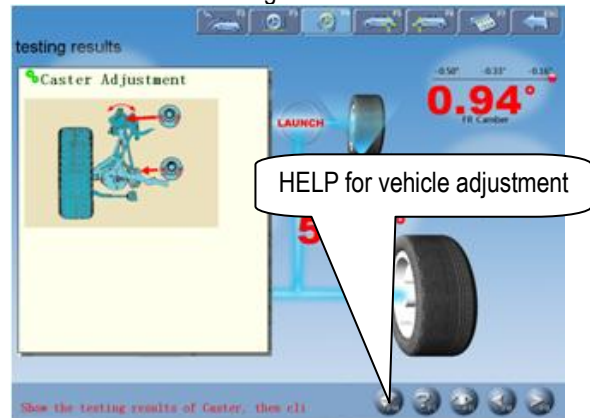 testing results
Caster Adjustment
LAUNCH
-0.50° -0.33° -0.16°
0.94°
FR Camber
HELP for vehicle adjustment
5
Show the testing results of Caster, then cli